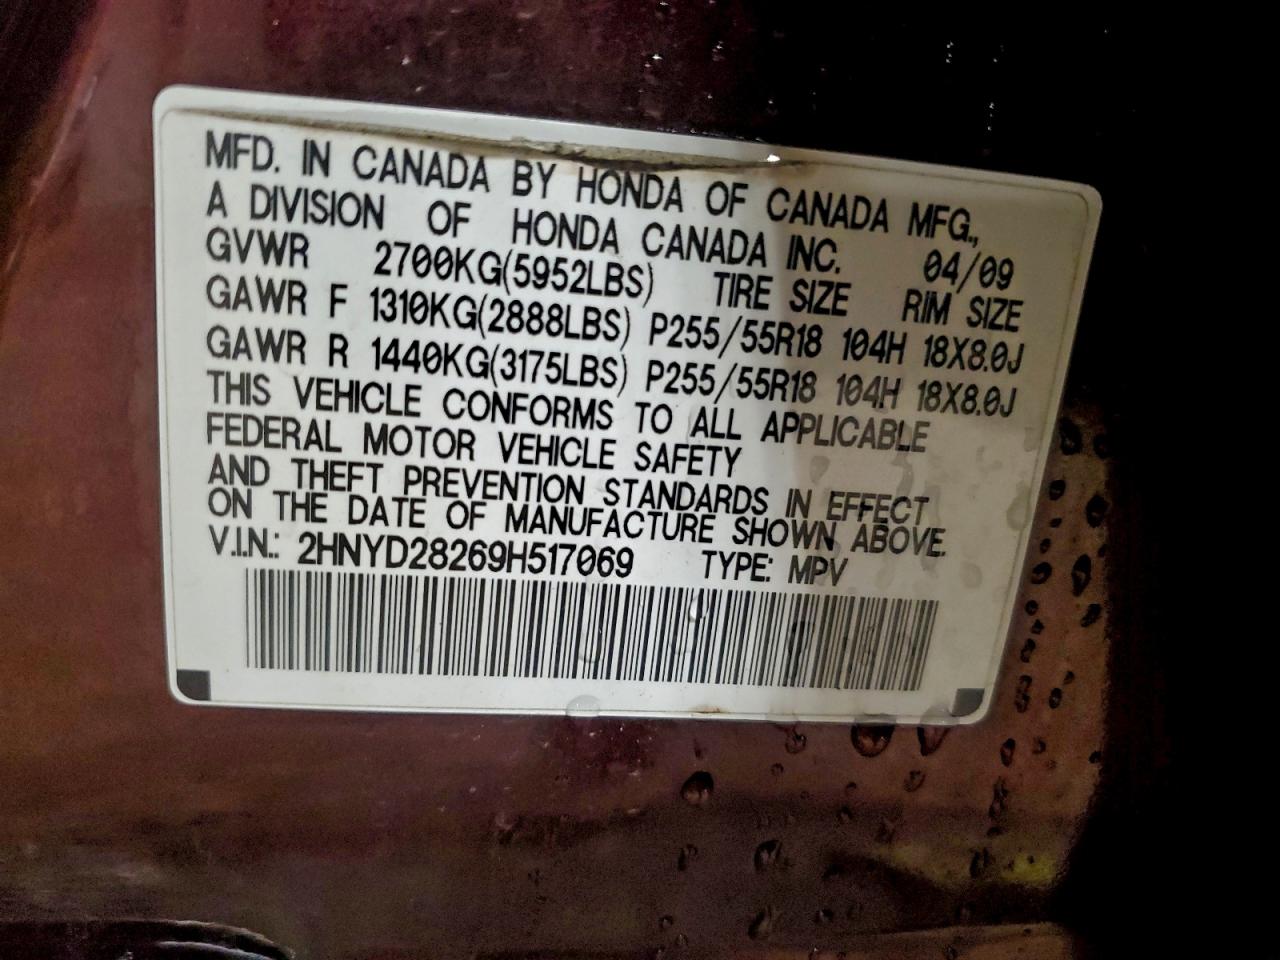 MFD. IN CANADA BY HONDA OF CANADA MFG.,
A DIVISION OF HONDA CANADA INC. 04/09
GVWR 2700KG(5952LBS) TIRE SIZE RIM SIZE
GAWR F 1310KG(2888LBS) P255/55R18 104H 18X8.0J
GAWR R 1440KG(3175LBS) P255/55R18 104H 18X8.0J
THIS VEHICLE CONFORMS TO ALL APPLICABLE
FEDERAL MOTOR VEHICLE SAFETY
AND THEFT PREVENTION STANDARDS IN EFFECT
ON THE DATE OF MANUFACTURE SHOWN ABOVE.
V.I.N.: 2HNYD28269H517069 TYPE: MPV